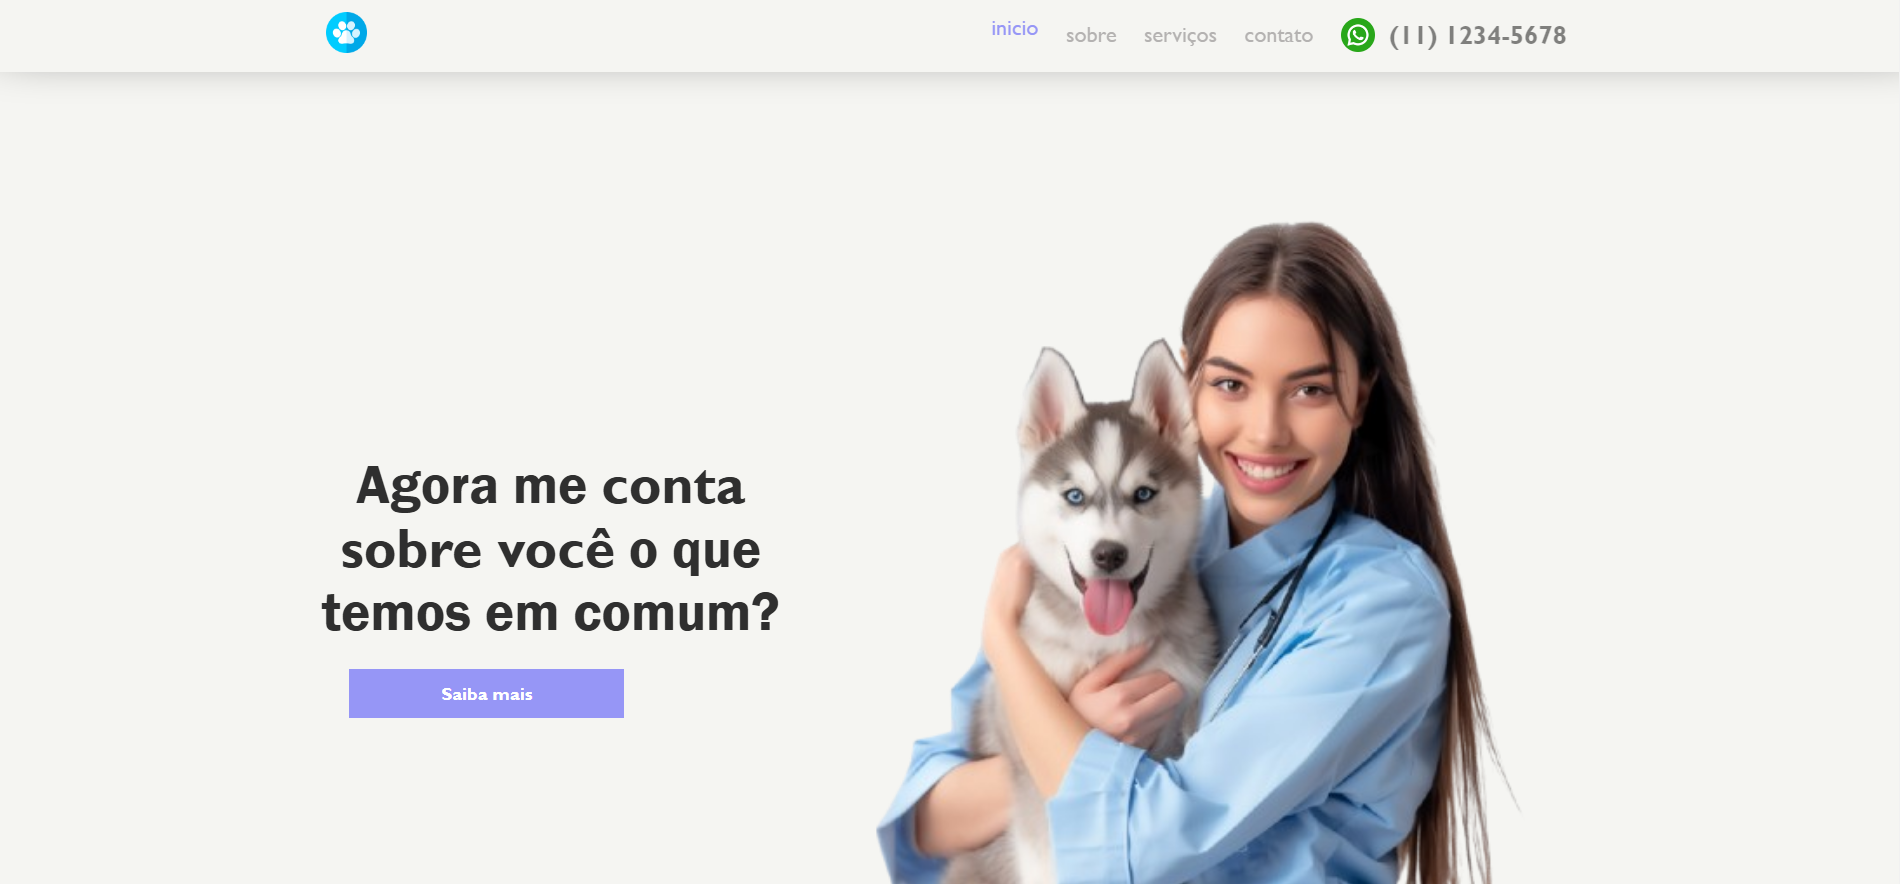 inicio sobre serviços contato (11) 1234-5678
Agora me conta
sobre você o que
temos em comum?
Saiba mais